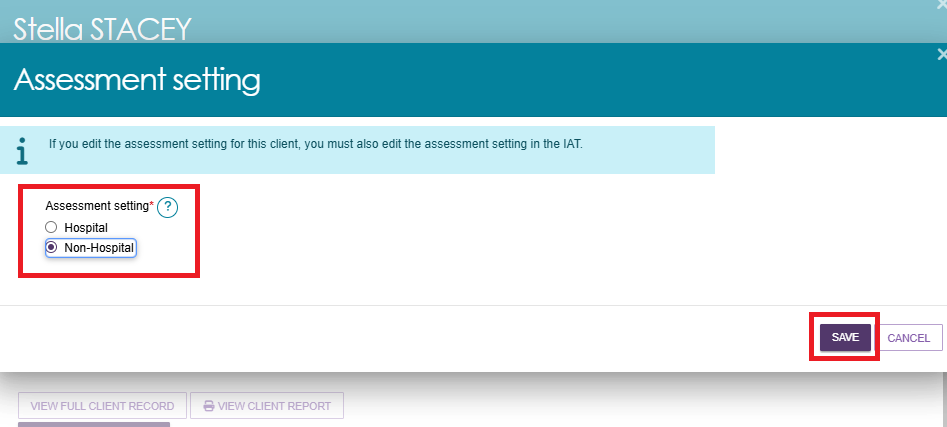 Stella STACEY
Assessment setting
If you edit the assessment setting for this client, you must also edit the assessment setting in the IAT.
Assessment setting* ?
Hospital
Non-Hospital
SAVE CANCEL
VIEW FULL CLIENT RECORD VIEW CLIENT REPORT